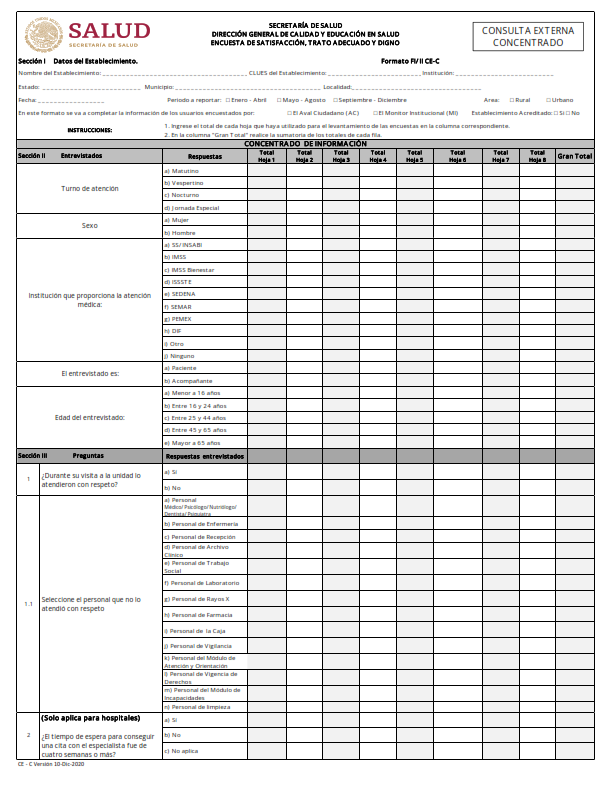 SALUD
SECRETARÍA DE SALUD
SECRETARÍA DE SALUD
DIRECCIÓN GENERAL DE CALIDAD Y EDUCACIÓN EN SALUD
ENCUESTA DE SATISFACCIÓN, TRATO ADECUADO Y DIGNO
CONSULTA EXTERNA
CONCENTRADO
Sección I Datos del Establecimiento.
Formato F/V II CE-C
Nombre del Establecimiento: CLUES del Establecimiento: Institución:
Estado: Municipio: Localidad:
Fecha: Periodo a reportar: □ Enero - Abril □ Mayo - Agosto □ Septiembre - Diciembre Area: □ Rural □ Urbano
En este formato se va a completar la información de los usuarios encuestados por: □ El Aval Ciudadano (AC) □ El Monitor Institucional (MI) Establecimiento Acreditado: □ Si □ No
INSTRUCCIONES:
1. Ingrese el total de cada hoja que haya utilizado para el levantamiento de las encuestas en la columna correspondiente.
2. En la columna "Gran Total" realice la sumatoria de los totales de cada fila.
CONCENTRADO DE INFORMACIÓN
Sección II Entrevistados Respuestas Total Hoja 1 Total Hoja 2 Total Hoja 3 Total Hoja 4 Total Hoja 5 Total Hoja 6 Total Hoja 7 Total Hoja 8 Gran Total
Turno de atención
a) Matutino
b) Vespertino
c) Nocturno
d) Jornada Especial
Sexo
a) Mujer
b) Hombre
Institución que proporciona la atención
médica:
a) SS/ INSABI
b) IMSS
c) IMSS Bienestar
d) ISSSTE
e) SEDENA
f) SEMAR
g) PEMEX
h) DIF
i) Otro
j) Ninguno
El entrevistado es:
a) Paciente
b) Acompañante
Edad del entrevistado:
a) Menor a 16 años
b) Entre 16 y 24 años
c) Entre 25 y 44 años
d) Entre 45 y 65 años
e) Mayor a 65 años
Sección III Preguntas Respuestas entrevistados
1
¿Durante su visita a la unidad lo
atendieron con respeto?
a) Si
b) No
1.1
Seleccione el personal que no lo
atendió con respeto
a) Personal
Médico/ Psicólogo/ Nutriólogo/
Dentista/ Psiquiatra
b) Personal de Enfermería
c) Personal de Recepción
d) Personal de Archivo
Clínico
e) Personal de Trabajo
Social
f) Personal de Laboratorio
g) Personal de Rayos X
h) Personal de Farmacia
i) Personal de la Caja
j) Personal de Vigilancia
k) Personal del Módulo de
Atención y Orientación
l) Personal de Vigencia de
Derechos
m) Personal del Módulo de
Incapacidades
n) Personal de limpieza
2
(Solo aplica para hospitales)
¿El tiempo de espera para conseguir
una cita con el especialista fue de
cuatro semanas o más?
a) Si
b) No
c) No aplica
CE - C Versión 10-Dic-2020